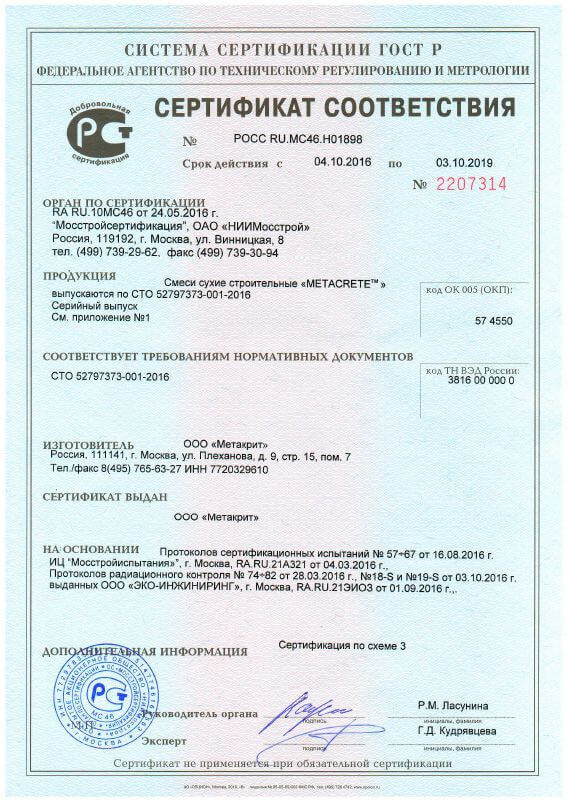 СИСТЕМА СЕРТИФИКАЦИИ ГОСТ Р
ФЕДЕРАЛЬНОЕ АГЕНТСТВО ПО ТЕХНИЧЕСКОМУ РЕГУЛИРОВАНИЮ И МЕТРОЛОГИИ
Добровольная
РСТ
сертификация
СЕРТИФИКАТ СООТВЕТСТВИЯ
№ РОСС RU.МС46.Н01898
Срок действия с 04.10.2016 по 03.10.2019
№ 2207314
ОРГАН ПО СЕРТИФИКАЦИИ
RA RU.10МС46 от 24.05.2016 г.
"Мосстройсертификация", ОАО «НИИМосстрой»
Россия, 119192, г. Москва, ул. Винницкая, 8
тел. (499) 739-29-62. факс (499) 739-30-94
ПРОДУКЦИЯ Смеси сухие строительные «METACRETE™»
выпускаются по СТО 52797373-001-2016
Серийный выпуск
См. приложение №1
код ОК 005 (ОКП):
57 4550
СООТВЕТСТВУЕТ ТРЕБОВАНИЯМ НОРМАТИВНЫХ ДОКУМЕНТОВ
СТО 52797373-001-2016
код ТН ВЭД России:
3816 00 000 0
ИЗГОТОВИТЕЛЬ ООО «Метакрит»
Россия, 111141, г. Москва, ул. Плеханова, д. 9, стр. 15, пом. 7
Тел./факс 8(495) 765-63-27 ИНН 7720329610
СЕРТИФИКАТ ВЫДАН
ООО «Метакрит»
НА ОСНОВАНИИ Протоколов сертификационных испытаний № 57÷67 от 16.08.2016 г.
ИЦ "Мосстройиспытания", г. Москва, RA.RU.21А321 от 04.03.2016 г.,
Протоколов радиационного контроля № 74÷82 от 28.03.2016 г., №18-S и №19-S от 03.10.2016 г.
выданных ООО «ЭКО-ИНЖИНИРИНГ», г. Москва, RA.RU.21ЭИОЗ от 01.09.2016 г.,.
ДОПОЛНИТЕЛЬНАЯ ИНФОРМАЦИЯ Сертификация по схеме 3
РСТ
МС 46
г. МОСКВА
М.П.
Руководитель органа
подпись
Р.М. Ласунина
инициалы, фамилия
Эксперт
подпись
Г.Д. Кудрявцева
инициалы, фамилия
Сертификат не применяется при обязательной сертификации